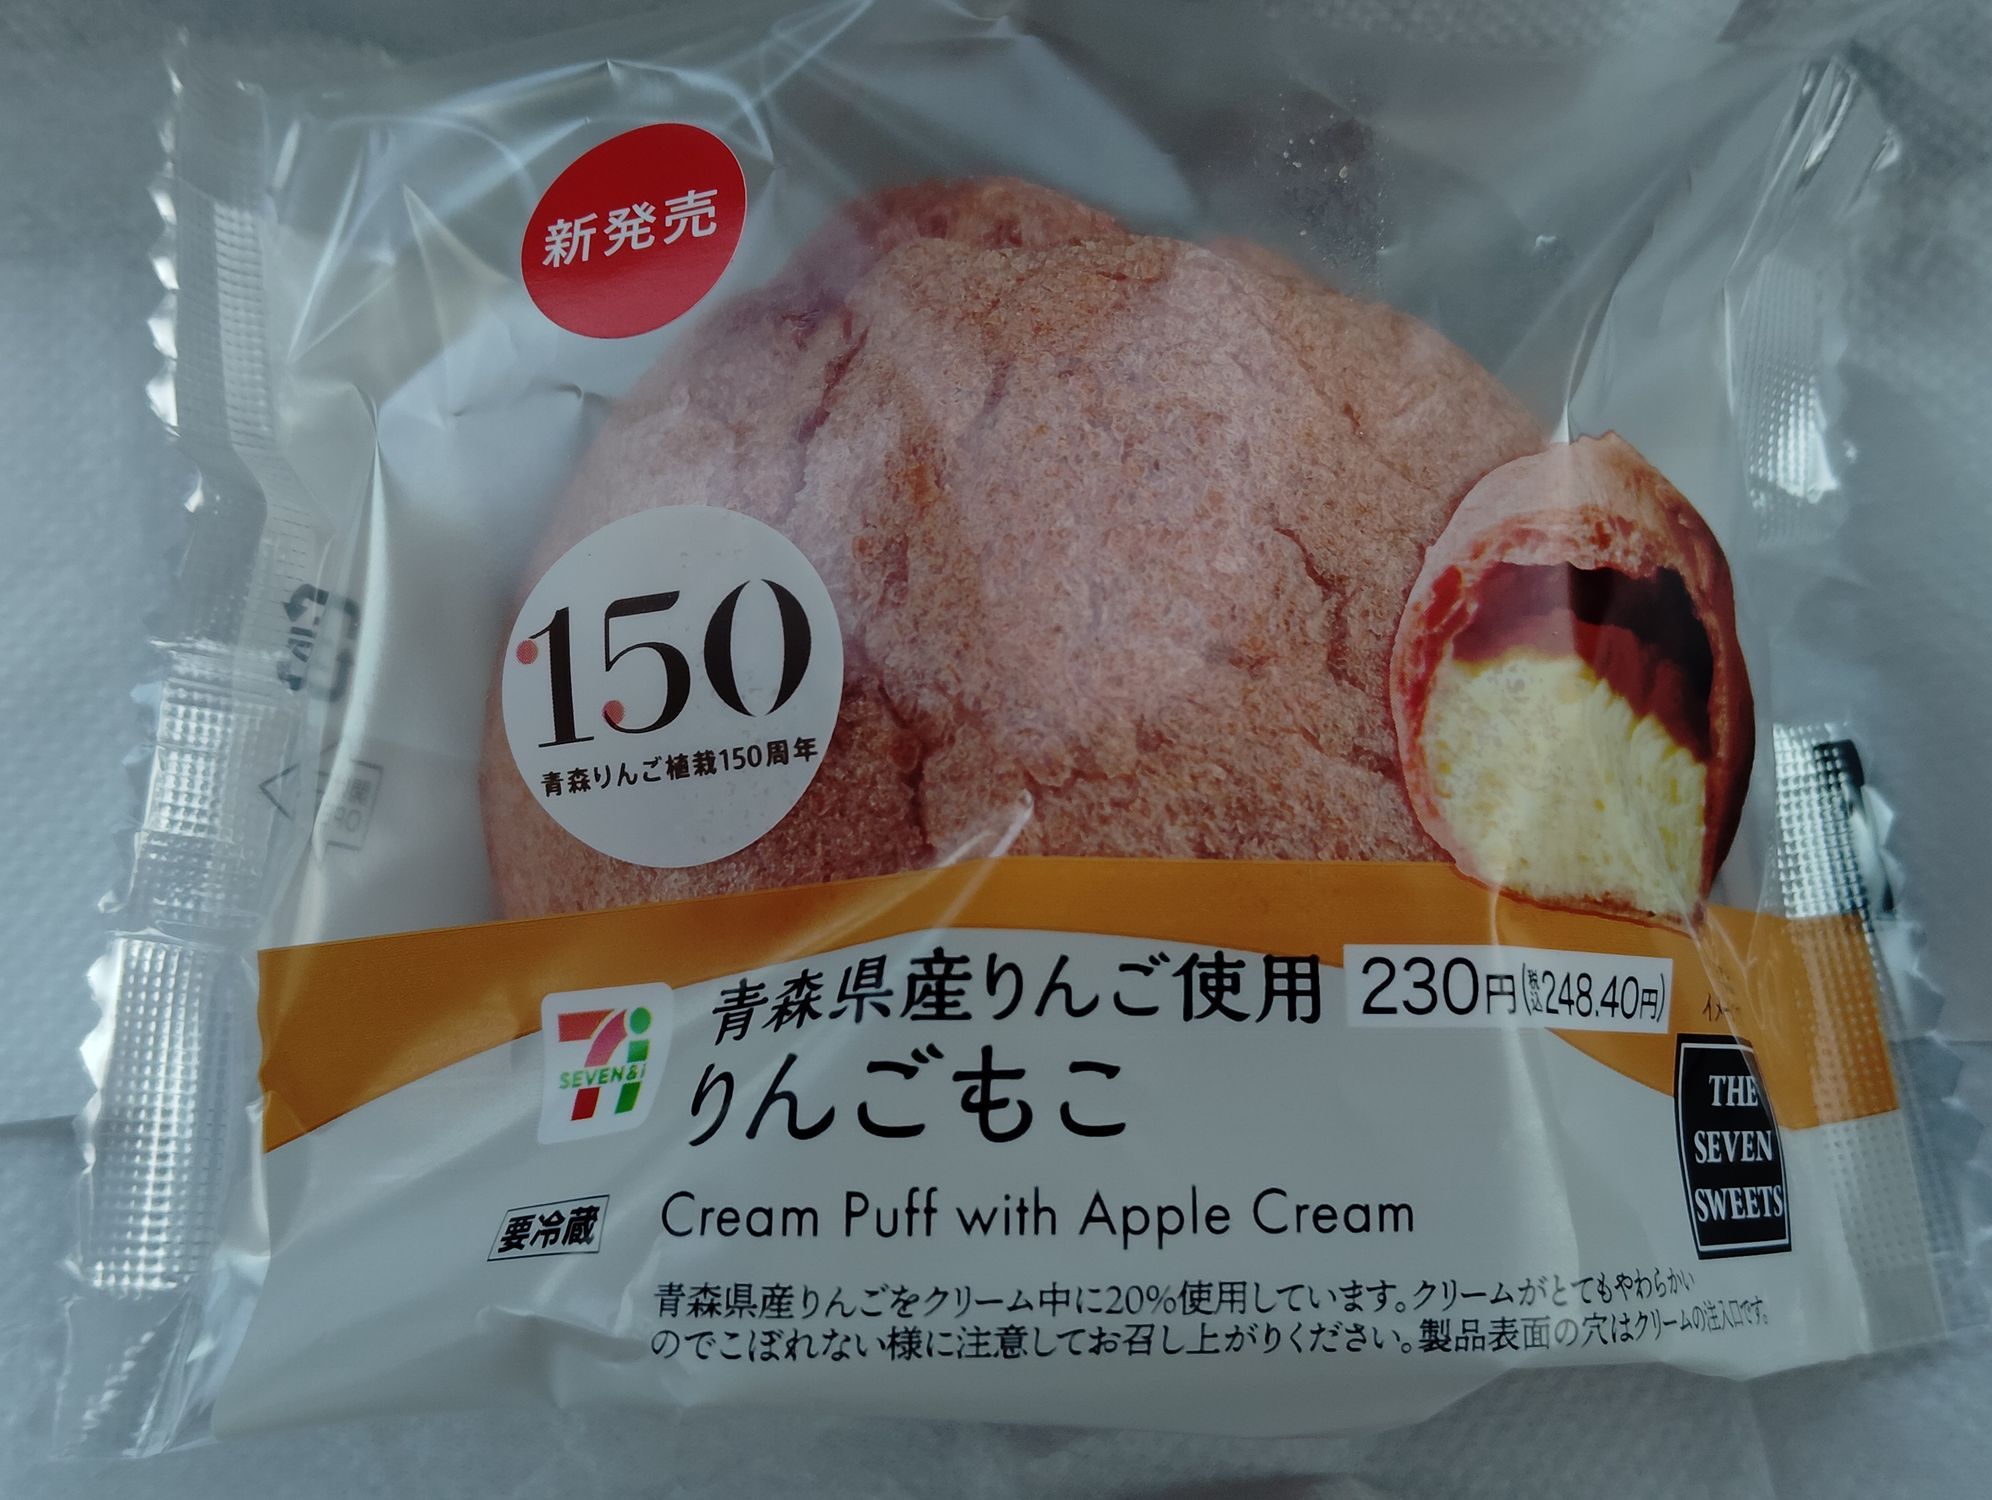 新発売
150
青森りんご植栽150周年
青森県産りんご使用 230円(税込248.40円)
りんごもこ
SEVEN&i
THE
SEVEN
SWEETS
要冷蔵
Cream Puff with Apple Cream
青森県産りんごをクリーム中に20%使用しています。クリームがとてもやわらかい
のでこぼれない様に注意してお召し上がりください。製品表面の穴はクリームの注入口です。